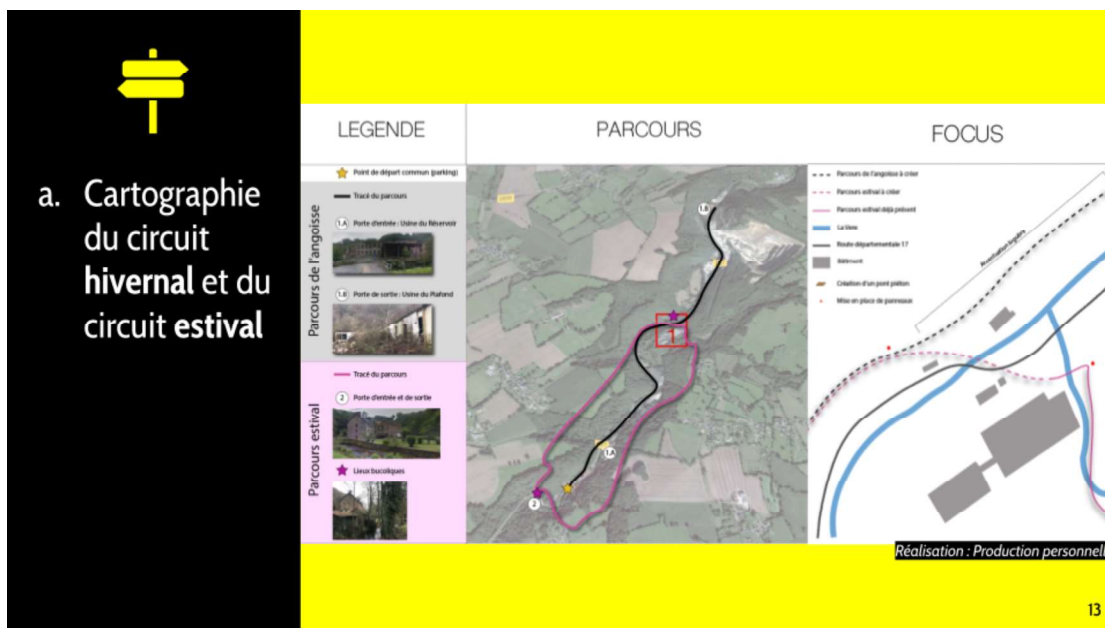 a. Cartographie
du circuit
hivernal et du
circuit estival
LEGENDE
Point de départ commun (parking)
Parcours de l'angoisse
Tracé du parcours
1.A Porte d'entrée : Usine du Réservoir
1.B Porte de sortie : Usine du Plafond
Parcours estival
Tracé du parcours
2 Porte d'entrée et de sortie
Lieux bucoliques
PARCOURS
1.B
1
1.A
2
FOCUS
Parcours de l'angoisse à créer
Parcours estival à créer
Parcours estival déjà présent
La Vère
Route départementale 17
Bâtiment
Création d'un pont piéton
Mise en place de panneaux
Réalisation : Production personnell
13